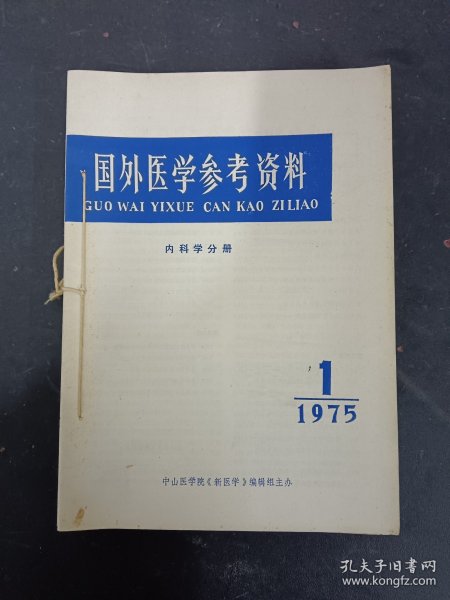 国外医学参考资料
GUO WAI YIXUE CAN KAO ZILIAO
内科学分册
1
1975
中山医学院《新医学》编辑组主办
孔夫子旧书网
www.kongfz.com